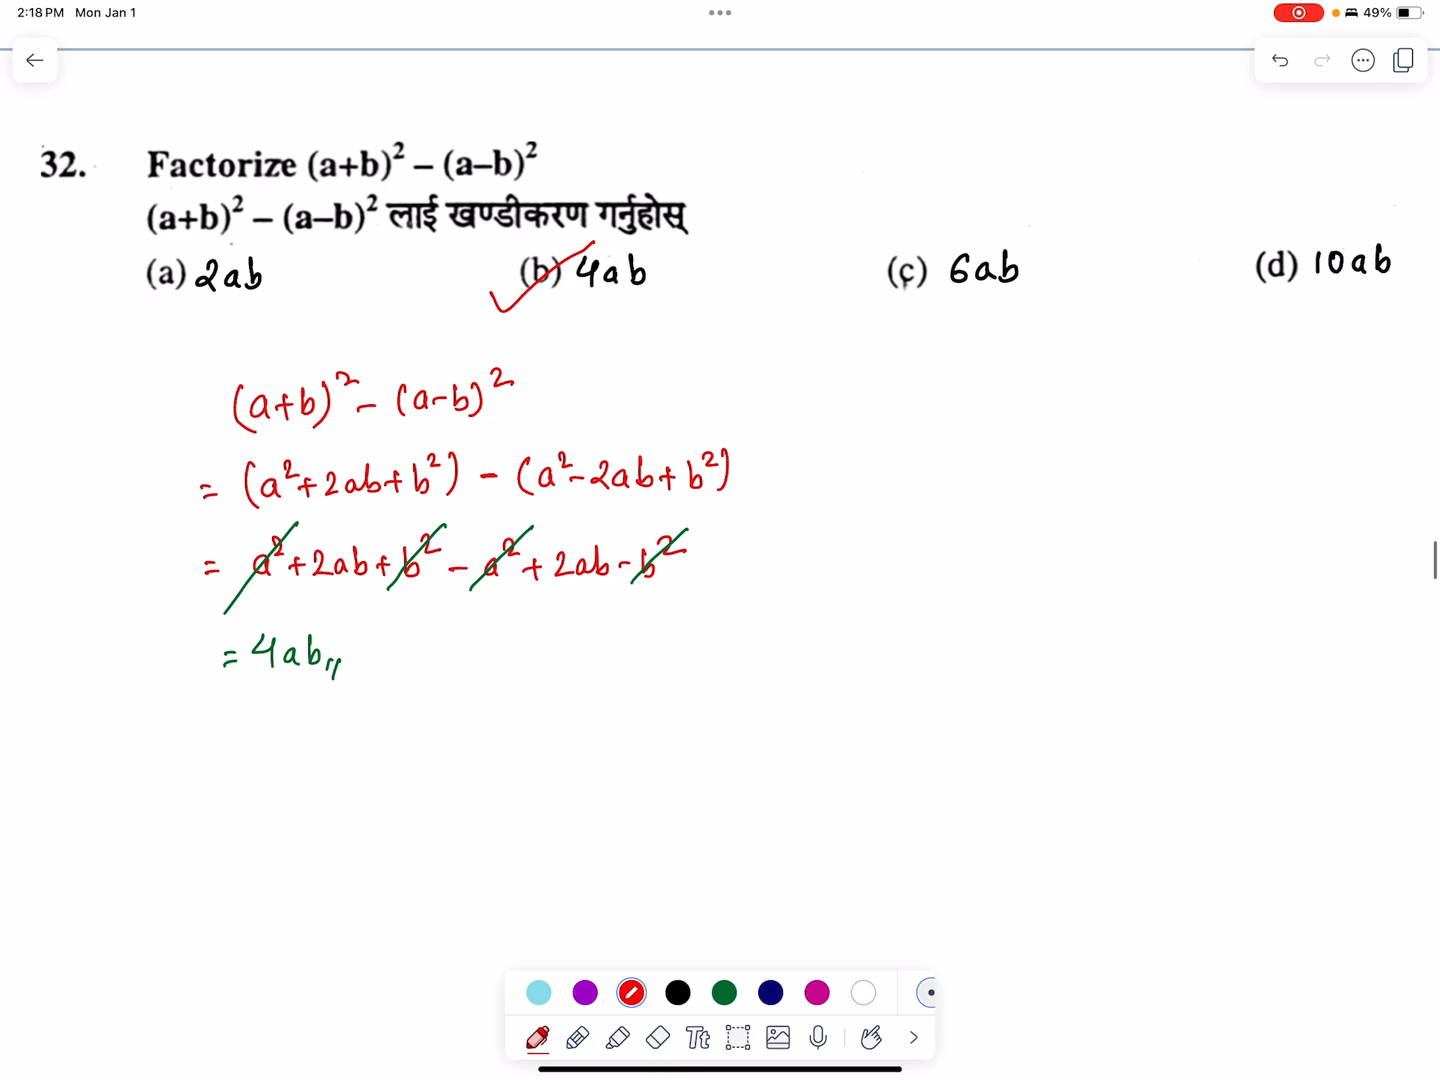 2:18 PM Mon Jan 1
49%
32. Factorize (a+b)² – (a–b)²
(a+b)² – (a–b)² लाई खण्डीकरण गर्नुहोस्
(a) 2ab (b) 4ab (c) 6ab (d) 10ab
(a+b)² - (a-b)²
= (a²+2ab+b²) - (a²-2ab+b²)
= a²+2ab+b² - a²+2ab-b²
= 4ab〃
Tt